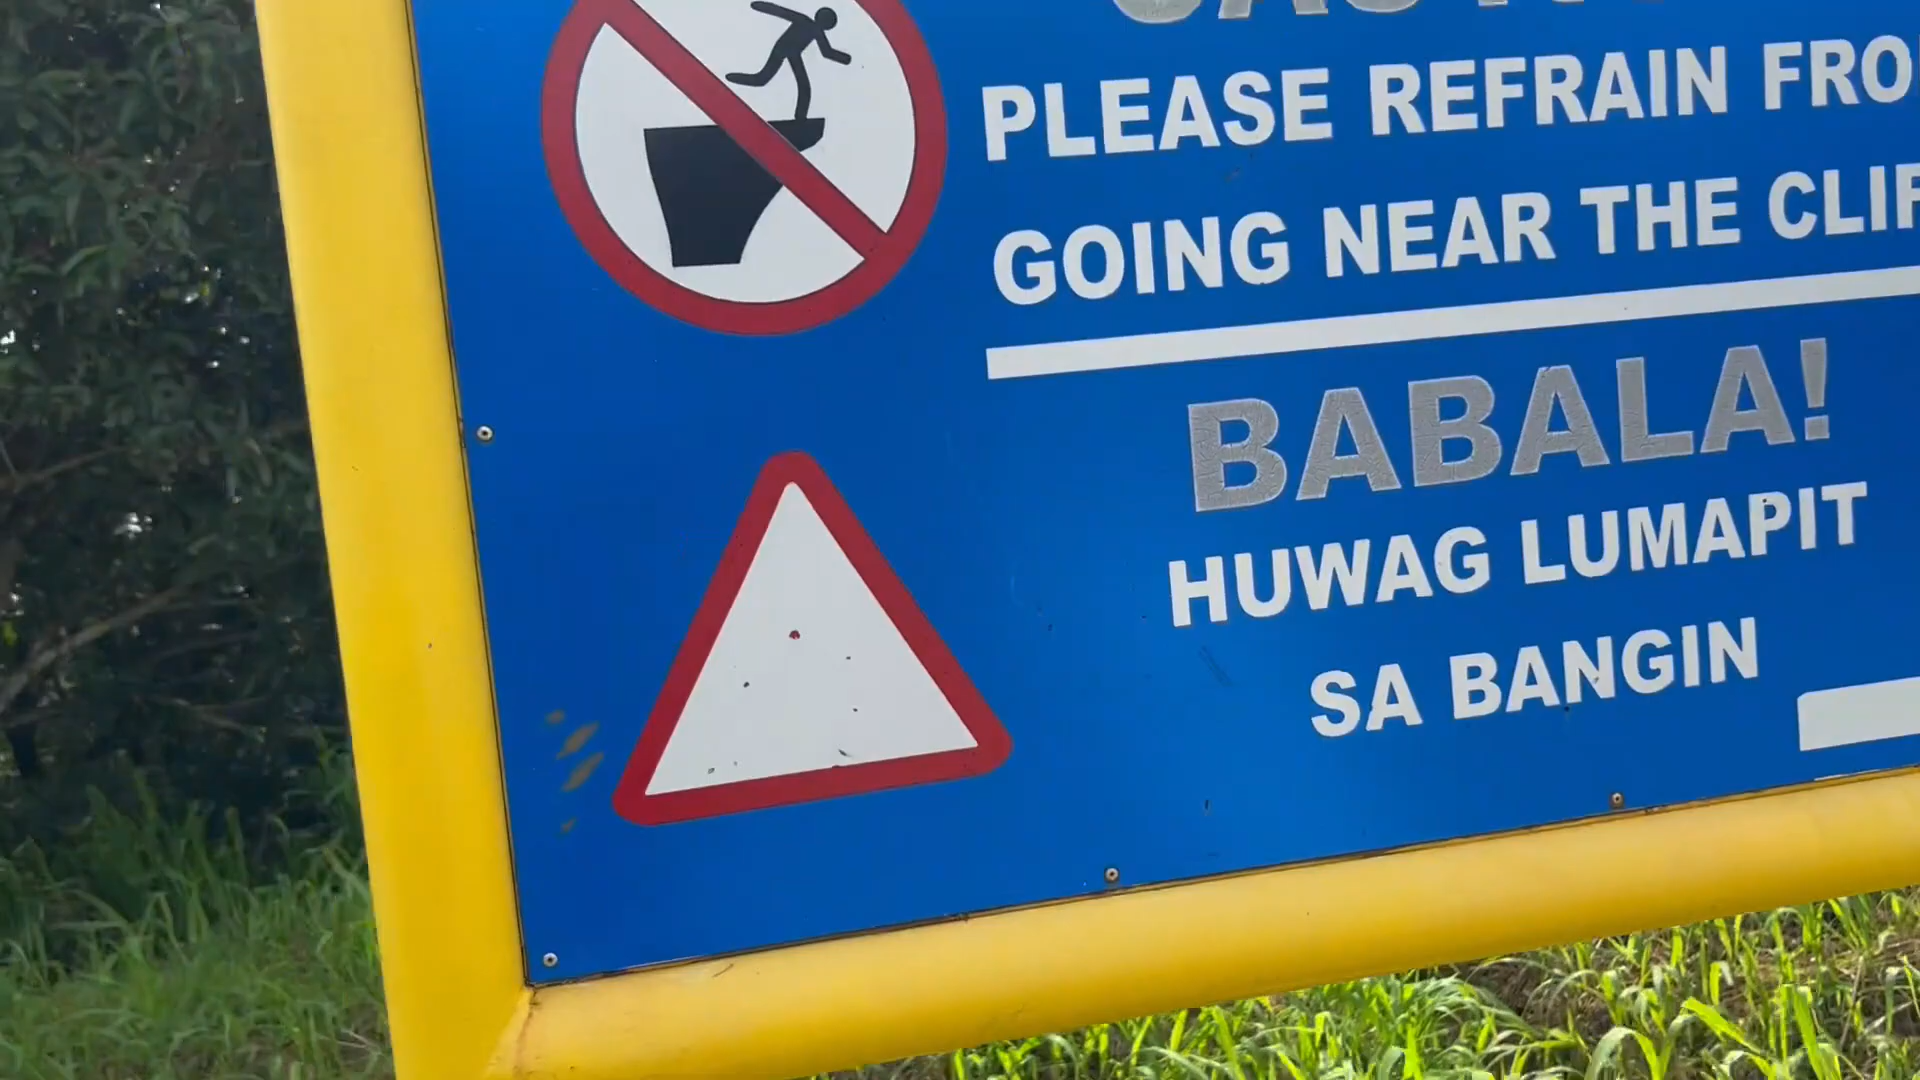 PLEASE REFRAIN FRO
GOING NEAR THE CLIF
BABALA!
HUWAG LUMAPIT
SA BANGIN